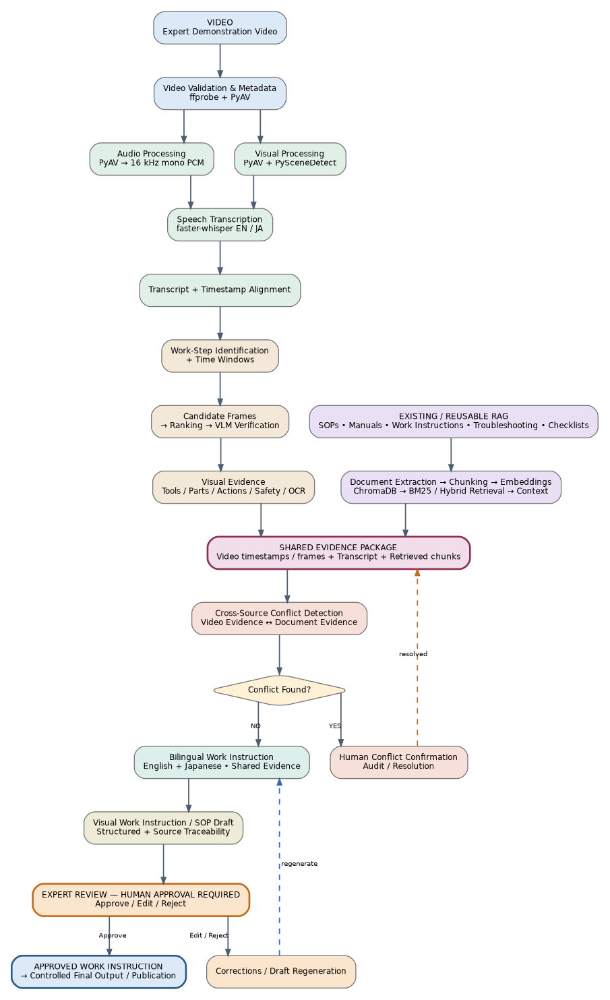 VIDEO
Expert Demonstration Video
Video Validation & Metadata
ffprobe + PyAV
Audio Processing
PyAV → 16 kHz mono PCM
Visual Processing
PyAV + PySceneDetect
Speech Transcription
faster-whisper EN / JA
Transcript + Timestamp Alignment
Work-Step Identification
+ Time Windows
Candidate Frames
→ Ranking → VLM Verification
EXISTING / REUSABLE RAG
SOPs • Manuals • Work Instructions • Troubleshooting • Checklists
Visual Evidence
Tools / Parts / Actions / Safety / OCR
Document Extraction → Chunking → Embeddings
ChromaDB → BM25 / Hybrid Retrieval → Context
SHARED EVIDENCE PACKAGE
Video timestamps / frames + Transcript + Retrieved chunks
Cross-Source Conflict Detection
Video Evidence ↔ Document Evidence
resolved
Conflict Found?
NO
YES
Bilingual Work Instruction
English + Japanese • Shared Evidence
Human Conflict Confirmation
Audit / Resolution
Visual Work Instruction / SOP Draft
Structured + Source Traceability
regenerate
EXPERT REVIEW — HUMAN APPROVAL REQUIRED
Approve / Edit / Reject
Approve
Edit / Reject
APPROVED WORK INSTRUCTION
→ Controlled Final Output / Publication
Corrections / Draft Regeneration